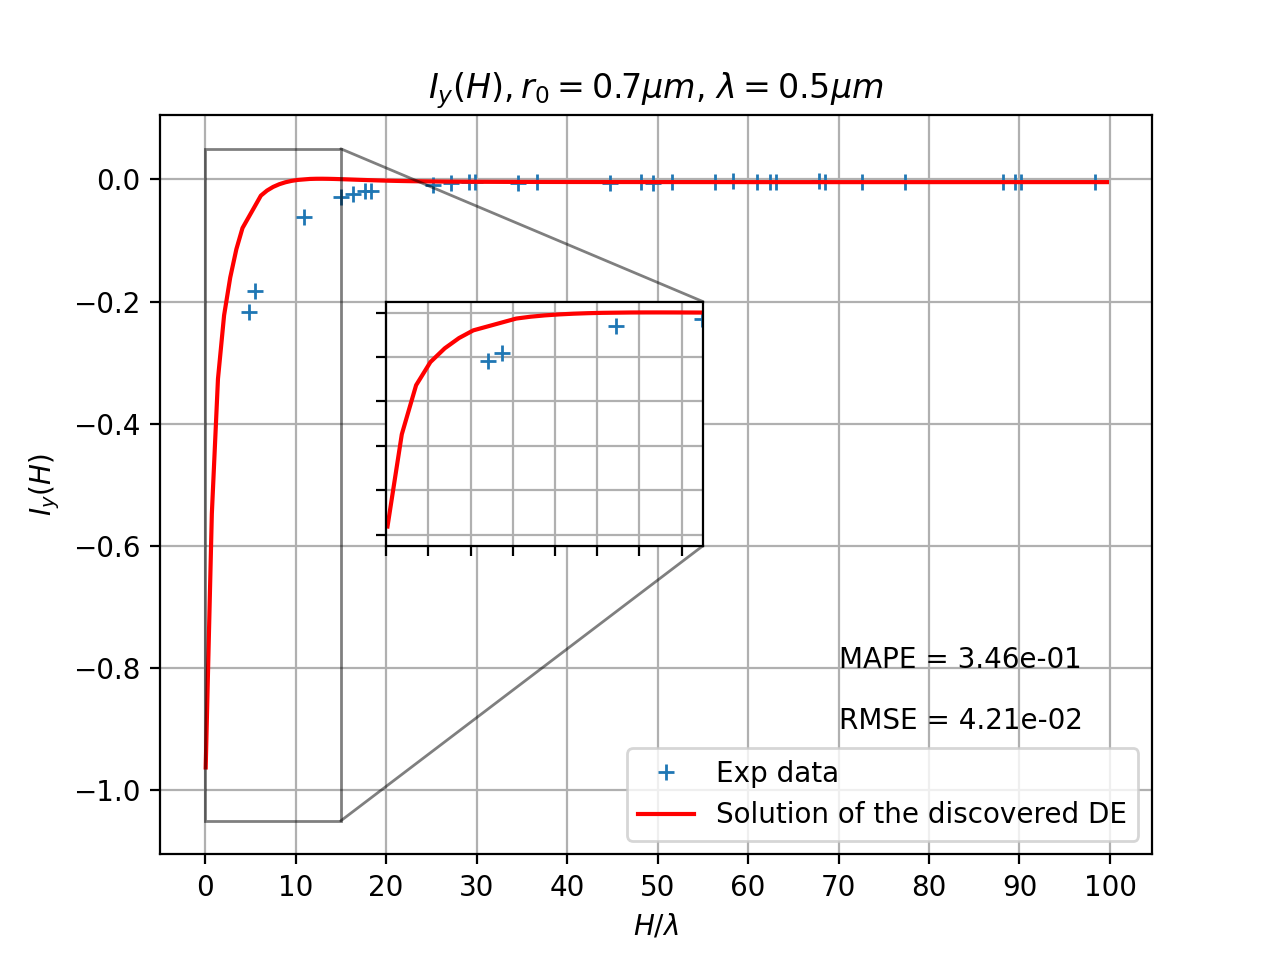 I_y(H), r_0 = 0.7μm, λ = 0.5μm
I_y(H)
0.0
−0.2
−0.4
−0.6
−0.8
−1.0
MAPE = 3.46e-01
RMSE = 4.21e-02
Exp data
Solution of the discovered DE
0 10 20 30 40 50 60 70 80 90 100
H/λ